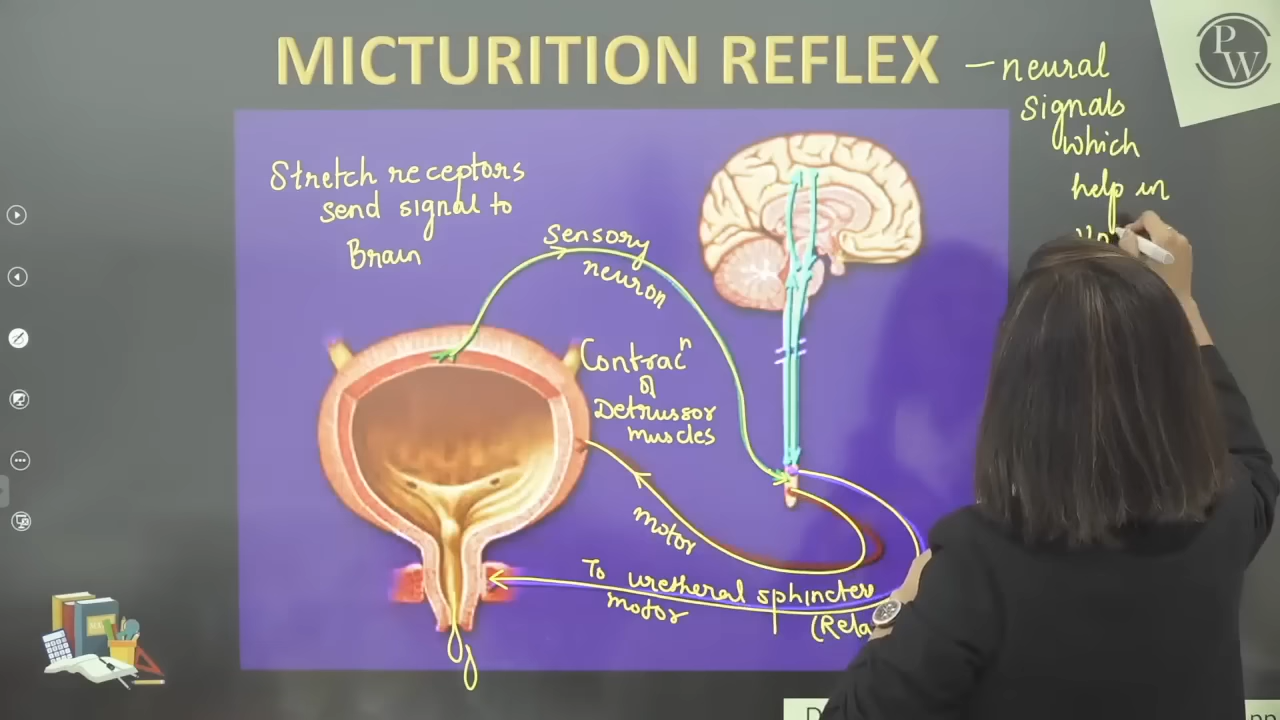 MICTURITION REFLEX
— neural
signals
which
help in
PW
Stretch receptors
send signal to
Brain
Sensory
neuron
Contracⁿ
of
Detrussor
muscles
motor
To uretheral sphincter
motor
(Rela